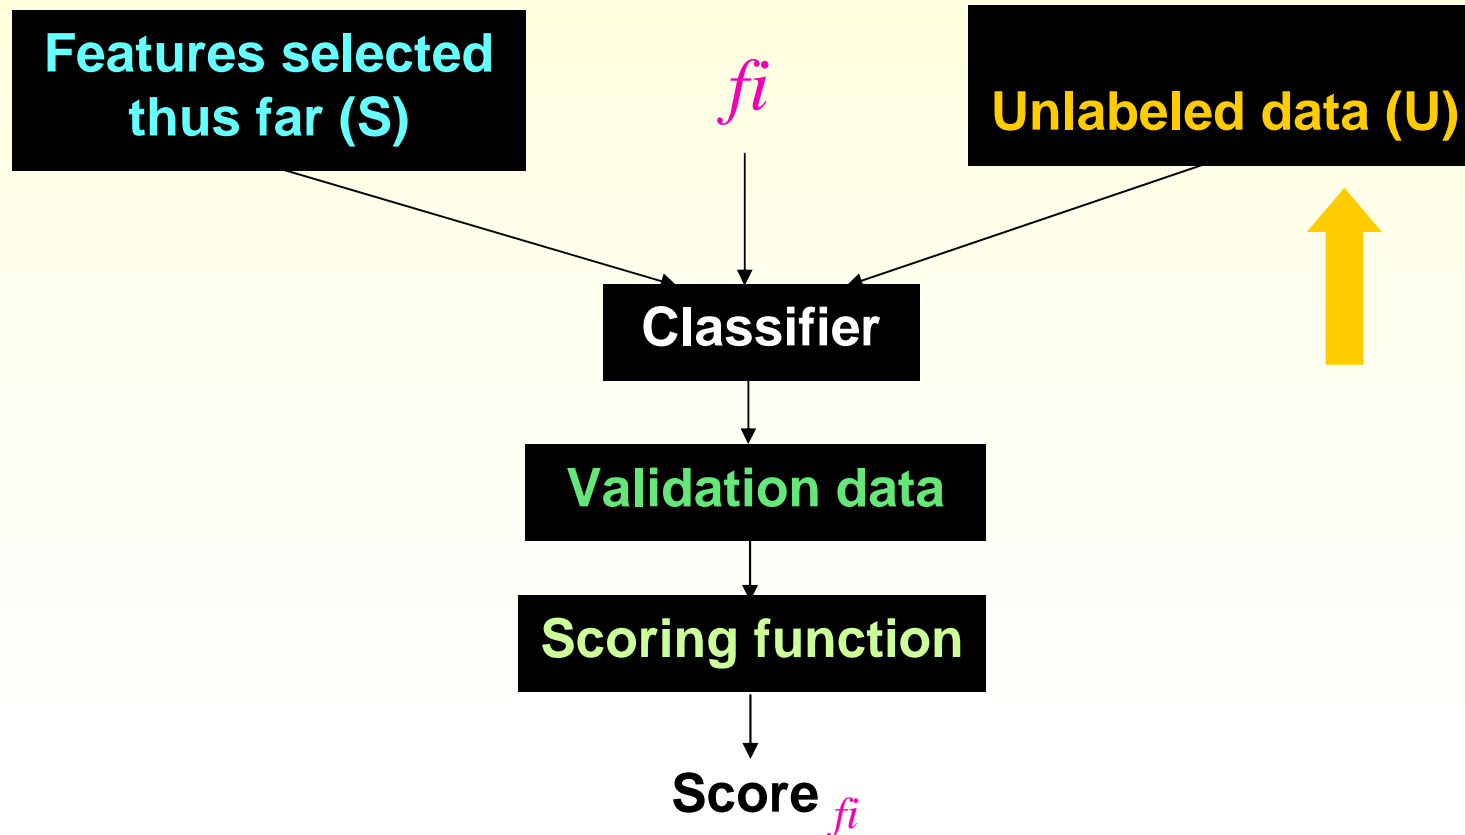 Features selected
thus far (S)
fi
Unlabeled data (U)
Classifier
Validation data
Scoring function
Score fi